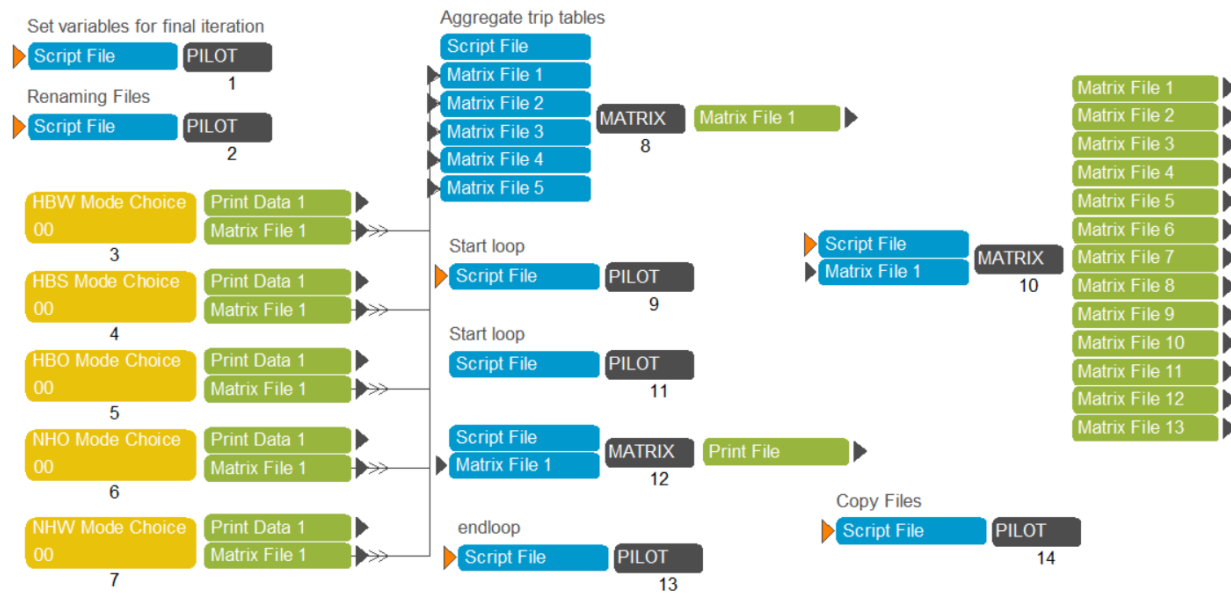 Set variables for final iteration
Script File PILOT
1
Renaming Files
Script File PILOT
2
HBW Mode Choice Print Data 1
00 Matrix File 1
3
HBS Mode Choice Print Data 1
00 Matrix File 1
4
HBO Mode Choice Print Data 1
00 Matrix File 1
5
NHO Mode Choice Print Data 1
00 Matrix File 1
6
NHW Mode Choice Print Data 1
00 Matrix File 1
7
Aggregate trip tables
Script File
Matrix File 1
Matrix File 2
Matrix File 3
Matrix File 4
Matrix File 5
MATRIX Matrix File 1
8
Start loop
Script File PILOT
9
Start loop
Script File PILOT
11
Script File
Matrix File 1
MATRIX Print File
12
endloop
Script File PILOT
13
Script File
Matrix File 1
MATRIX
10
Matrix File 1
Matrix File 2
Matrix File 3
Matrix File 4
Matrix File 5
Matrix File 6
Matrix File 7
Matrix File 8
Matrix File 9
Matrix File 10
Matrix File 11
Matrix File 12
Matrix File 13
Copy Files
Script File PILOT
14